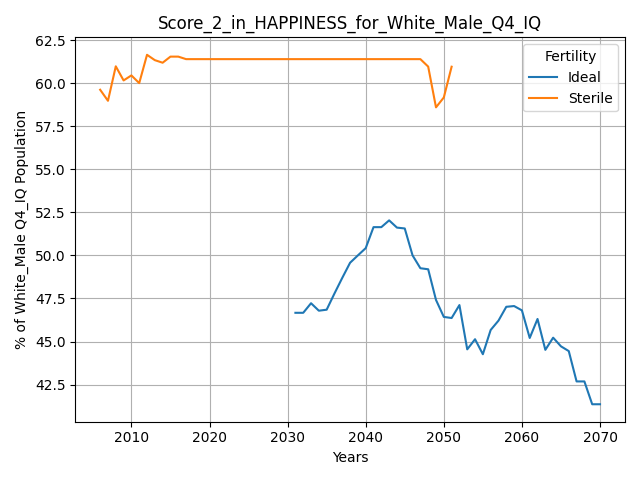 Score_2_in_HAPPINESS_for_White_Male_Q4_IQ
% of White_Male Q4_IQ Population
62.5
60.0
57.5
55.0
52.5
50.0
47.5
45.0
42.5
Fertility
Ideal
Sterile
2010 2020 2030 2040 2050 2060 2070
Years